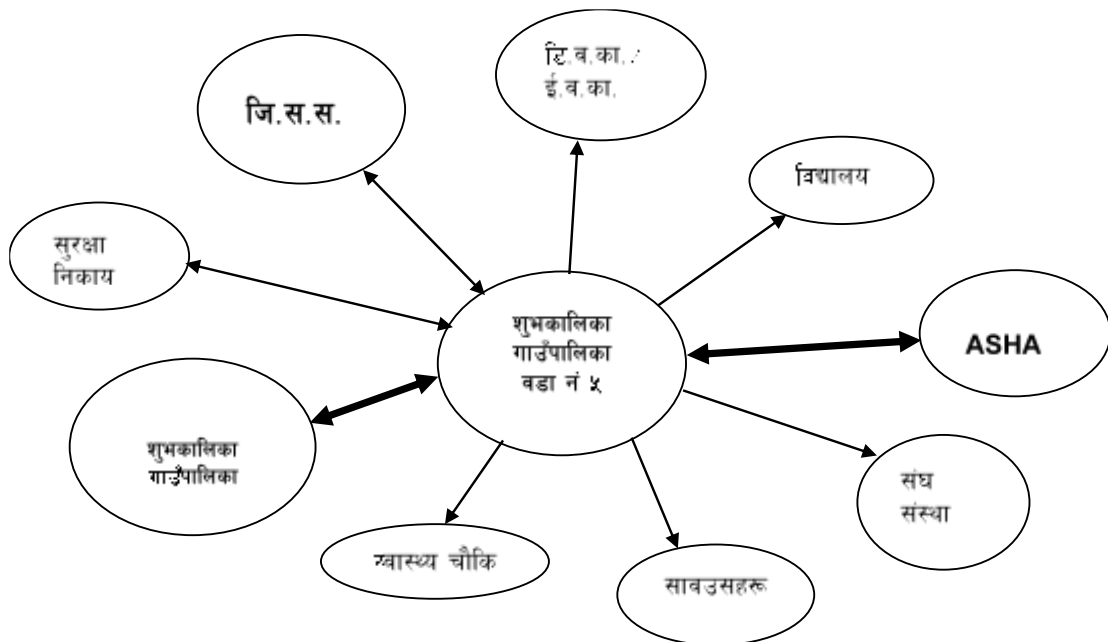 डि.व.का./
ई.व.का.
जि.स.स.
विद्यालय
सुरक्षा
निकाय
शुभकालिका
गाउँपालिका
वडा नं ५
ASHA
शुभकालिका
गाउँपालिका
संघ
संस्था
स्वास्थ्य चौकि
सावउसहरू